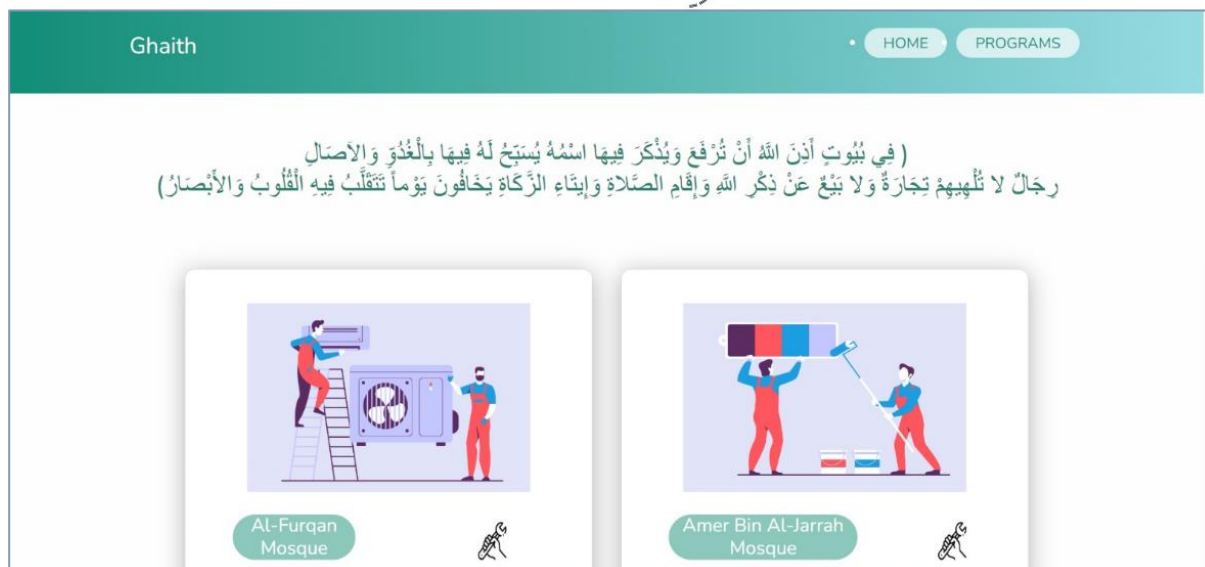 Ghaith
HOME
PROGRAMS
( فِي بُيُوتٍ أَذِنَ اللَّهُ أَنْ تُرْفَعَ وَيُذْكَرَ فِيهَا اسْمُهُ يُسَبِّحُ لَهُ فِيهَا بِالْغُدُوِّ وَالآصَالِ
رِجَالٌ لا تُلْهِيهِمْ تِجَارَةٌ وَلا بَيْعٌ عَنْ ذِكْرِ اللَّهِ وَإِقَامِ الصَّلاةِ وَإِيتَاءِ الزَّكَاةِ يَخَافُونَ يَوْماً تَتَقَلَّبُ فِيهِ الْقُلُوبُ وَالأَبْصَارُ)
Al-Furqan
Mosque
Amer Bin Al-Jarrah
Mosque